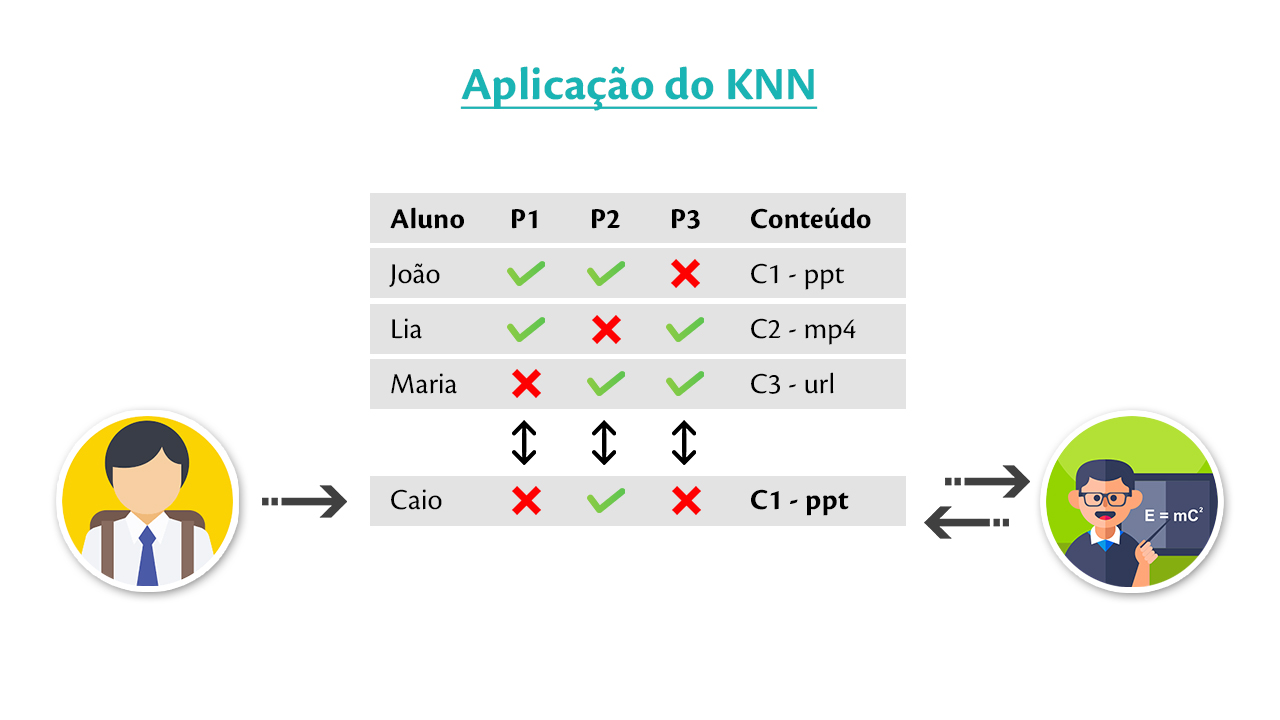 Aplicação do KNN
Aluno P1 P2 P3 Conteúdo
João C1 - ppt
Lia C2 - mp4
Maria C3 - url
Caio C1 - ppt
E = mC²